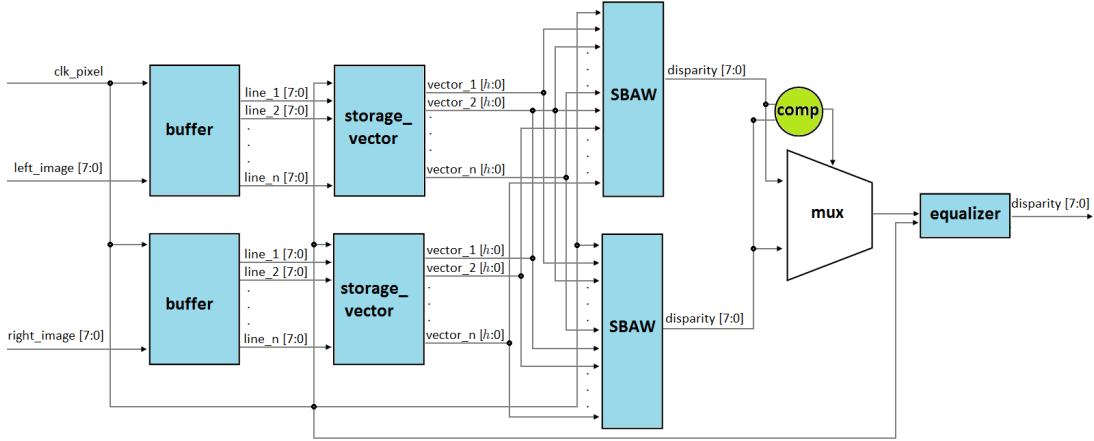 clk_pixel
left_image [7:0]
buffer
line_1 [7:0]
line_2 [7:0]
line_n [7:0]
storage_
vector
vector_1 [h:0]
vector_2 [h:0]
vector_n [h:0]
SBAW
disparity [7:0]
comp
mux
equalizer
disparity [7:0]
right_image [7:0]
buffer
line_1 [7:0]
line_2 [7:0]
line_n [7:0]
storage_
vector
vector_1 [h:0]
vector_2 [h:0]
vector_n [h:0]
SBAW
disparity [7:0]